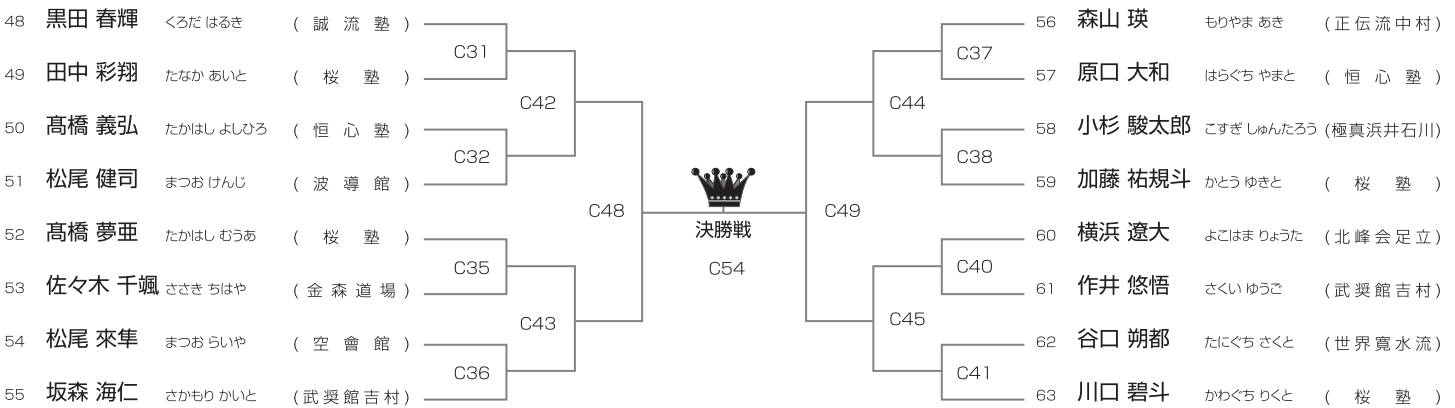 48 黒田 春輝 くろだ はるき ( 誠 流 塾 )
49 田中 彩翔 たなか あいと ( 桜 塾 )
50 髙橋 義弘 たかはし よしひろ ( 恒 心 塾 )
51 松尾 健司 まつお けんじ ( 波 導 館 )
52 髙橋 夢亜 たかはし むうあ ( 桜 塾 )
53 佐々木 千颯 ささき ちはや ( 金 森 道 場 )
54 松尾 來隼 まつお らいや ( 空 會 館 )
55 坂森 海仁 さかもり かいと (武奨館吉村)
C31
C32
C35
C36
C42
C43
C48
決勝戦
C54
C49
C44
C45
C37
C38
C40
C41
56 森山 瑛 もりやま あき (正伝流中村)
57 原口 大和 はらぐち やまと ( 恒 心 塾 )
58 小杉 駿太郎 こすぎ しゅんたろう (極真浜井石川)
59 加藤 祐規斗 かとう ゆきと ( 桜 塾 )
60 横浜 遼大 よこはま りょうた (北峰会足立)
61 作井 悠悟 さくい ゆうご (武奨館吉村)
62 谷口 朔都 たにぐち さくと (世界寬水流)
63 川口 碧斗 かわぐち りくと ( 桜 塾 )